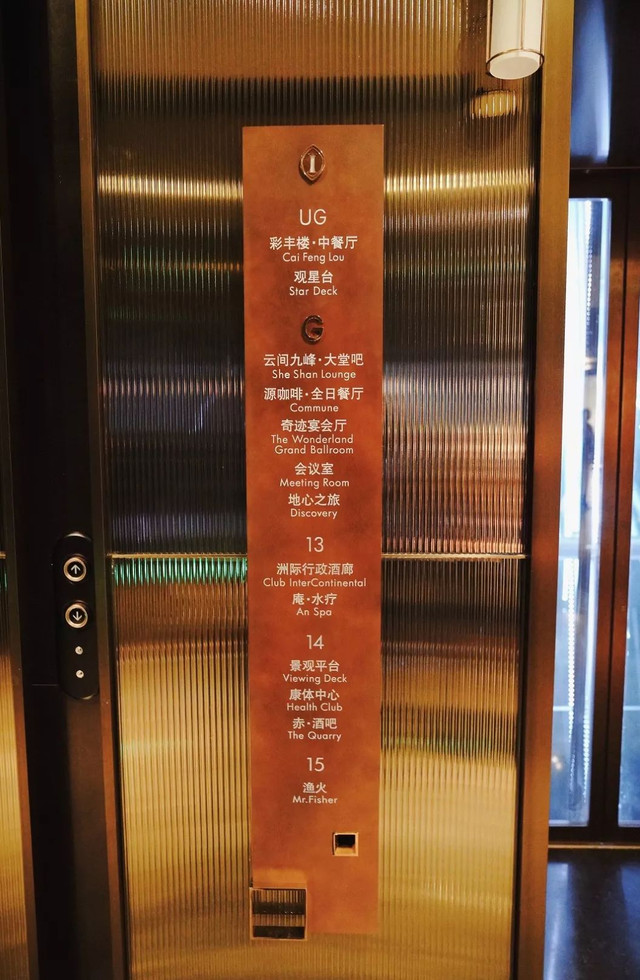 I
UG
彩丰楼·中餐厅
Cai Feng Lou
观星台
Star Deck
G
云间九峰·大堂吧
She Shan Lounge
源咖啡·全日餐厅
Commune
奇迹宴会厅
The Wonderland
Grand Ballroom
会议室
Meeting Room
地心之旅
Discovery
13
洲际行政酒廊
Club InterContinental
庵·水疗
An Spa
14
景观平台
Viewing Deck
康体中心
Health Club
赤·酒吧
The Quarry
15
渔火
Mr.Fisher